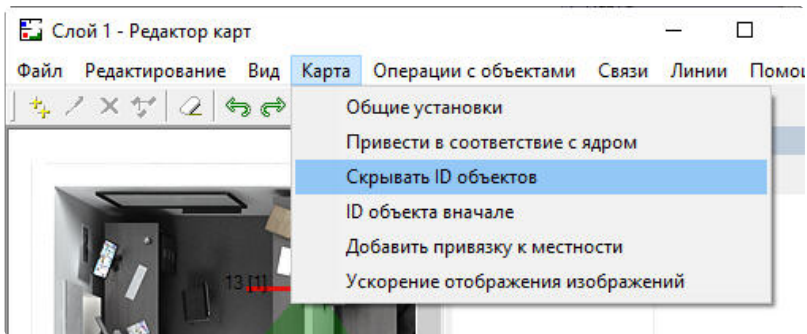 Слой 1 - Редактор карт
Файл Редактирование Вид Карта Операции с объектами Связи Линии
Общие установки
Привести в соответствие с ядром
Скрывать ID объектов
ID объекта вначале
Добавить привязку к местности
Ускорение отображения изображений
13 [1]